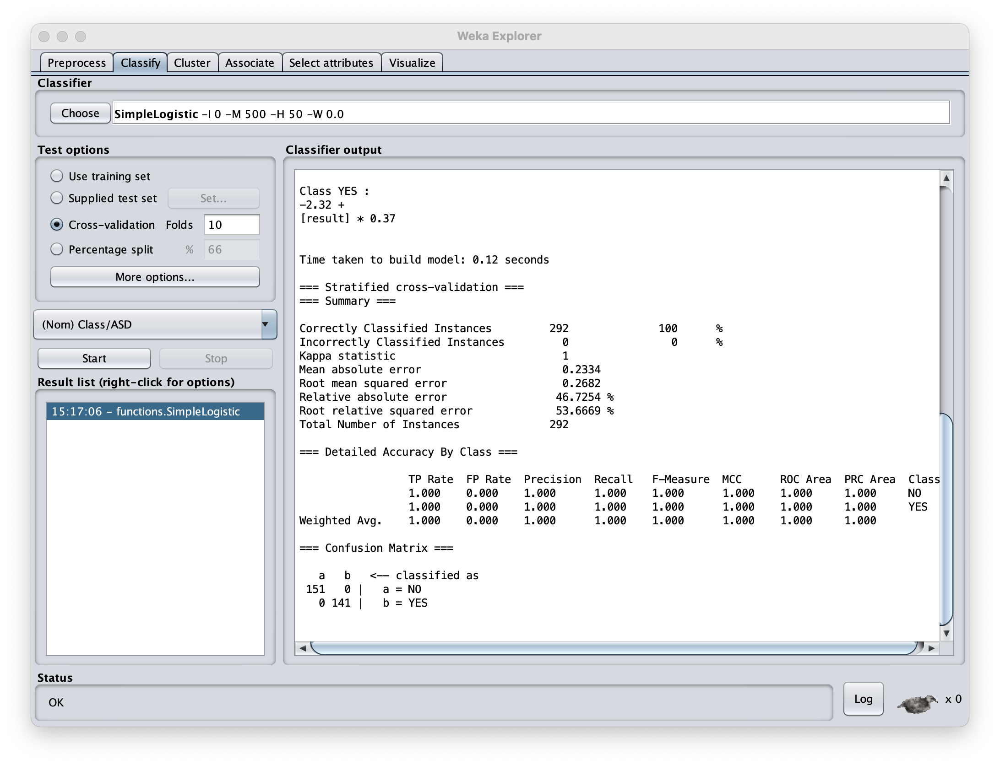 Weka Explorer
Preprocess Classify Cluster Associate Select attributes Visualize
Classifier
Choose SimpleLogistic -I 0 -M 500 -H 50 -W 0.0
Test options
Use training set
Supplied test set Set...
Cross-validation Folds 10
Percentage split % 66
More options...
(Nom) Class/ASD
Start Stop
Result list (right-click for options)
15:17:06 - functions.SimpleLogistic
Classifier output
Class YES :
-2.32 +
[result] * 0.37
Time taken to build model: 0.12 seconds
=== Stratified cross-validation ===
=== Summary ===
Correctly Classified Instances 292 100 %
Incorrectly Classified Instances 0 0 %
Kappa statistic 1
Mean absolute error 0.2334
Root mean squared error 0.2682
Relative absolute error 46.7254 %
Root relative squared error 53.6669 %
Total Number of Instances 292
=== Detailed Accuracy By Class ===
TP Rate FP Rate Precision Recall F-Measure MCC ROC Area PRC Area Class
1.000 0.000 1.000 1.000 1.000 1.000 1.000 1.000 NO
1.000 0.000 1.000 1.000 1.000 1.000 1.000 1.000 YES
Weighted Avg. 1.000 0.000 1.000 1.000 1.000 1.000 1.000 1.000
=== Confusion Matrix ===
a b <-- classified as
151 0 | a = NO
0 141 | b = YES
Status
OK
Log
x 0